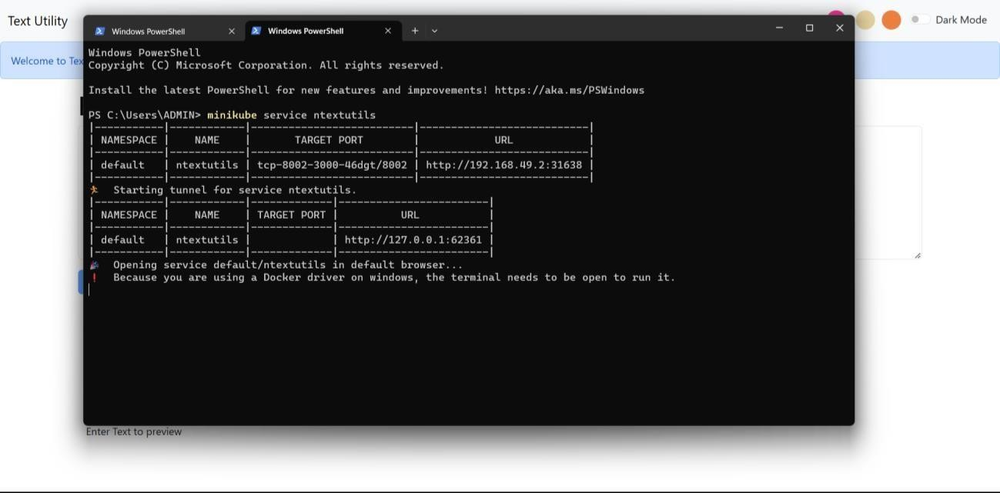 Text Utility
Dark Mode
Welcome to Tex
Windows PowerShell
Windows PowerShell
Windows PowerShell
Copyright (C) Microsoft Corporation. All rights reserved.
Install the latest PowerShell for new features and improvements! https://aka.ms/PSWindows
PS C:\Users\ADMIN> minikube service ntextutils
|-----------|------------|--------------------------|---------------------------|
| NAMESPACE | NAME | TARGET PORT | URL |
|-----------|------------|--------------------------|---------------------------|
| default | ntextutils | tcp-8002-3000-46dgt/8002 | http://192.168.49.2:31638 |
|-----------|------------|--------------------------|---------------------------|
🏃 Starting tunnel for service ntextutils.
|-----------|------------|-------------|------------------------|
| NAMESPACE | NAME | TARGET PORT | URL |
|-----------|------------|-------------|------------------------|
| default | ntextutils | | http://127.0.0.1:62361 |
|-----------|------------|-------------|------------------------|
🎉 Opening service default/ntextutils in default browser...
❗ Because you are using a Docker driver on windows, the terminal needs to be open to run it.
Enter Text to preview